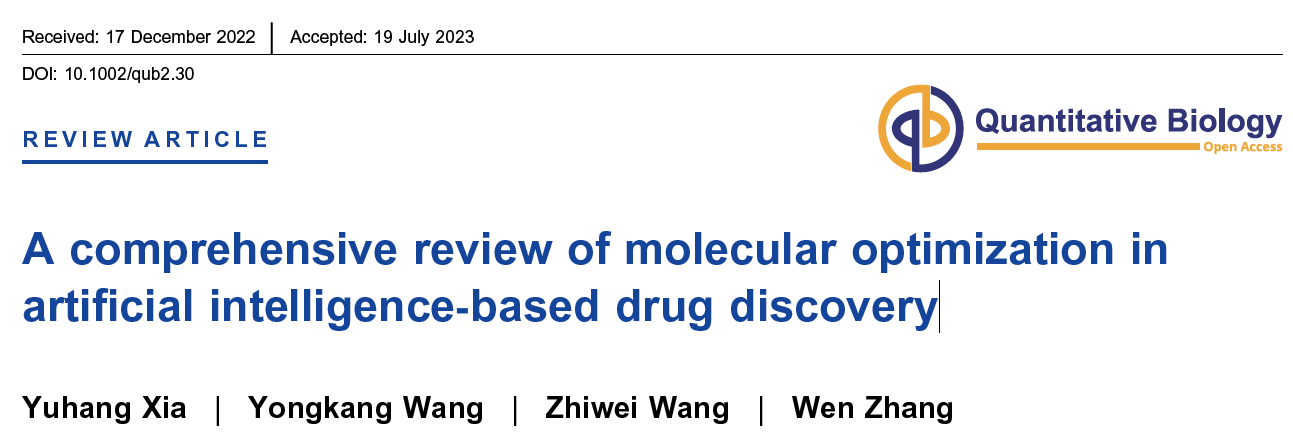 Received: 17 December 2022 | Accepted: 19 July 2023
DOI: 10.1002/qub2.30
REVIEW ARTICLE
Quantitative Biology
Open Access
A comprehensive review of molecular optimization in
artificial intelligence-based drug discovery
Yuhang Xia | Yongkang Wang | Zhiwei Wang | Wen Zhang